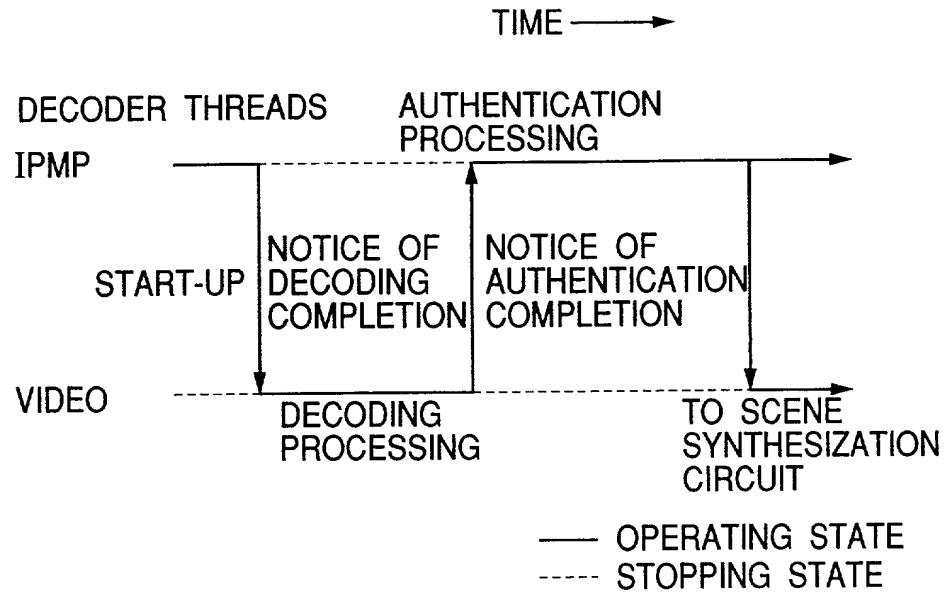 TIME
DECODER THREADS
AUTHENTICATION
PROCESSING
IPMP
START-UP
NOTICE OF
DECODING
COMPLETION
NOTICE OF
AUTHENTICATION
COMPLETION
VIDEO
DECODING
PROCESSING
TO SCENE
SYNTHESIZATION
CIRCUIT
OPERATING STATE
STOPPING STATE